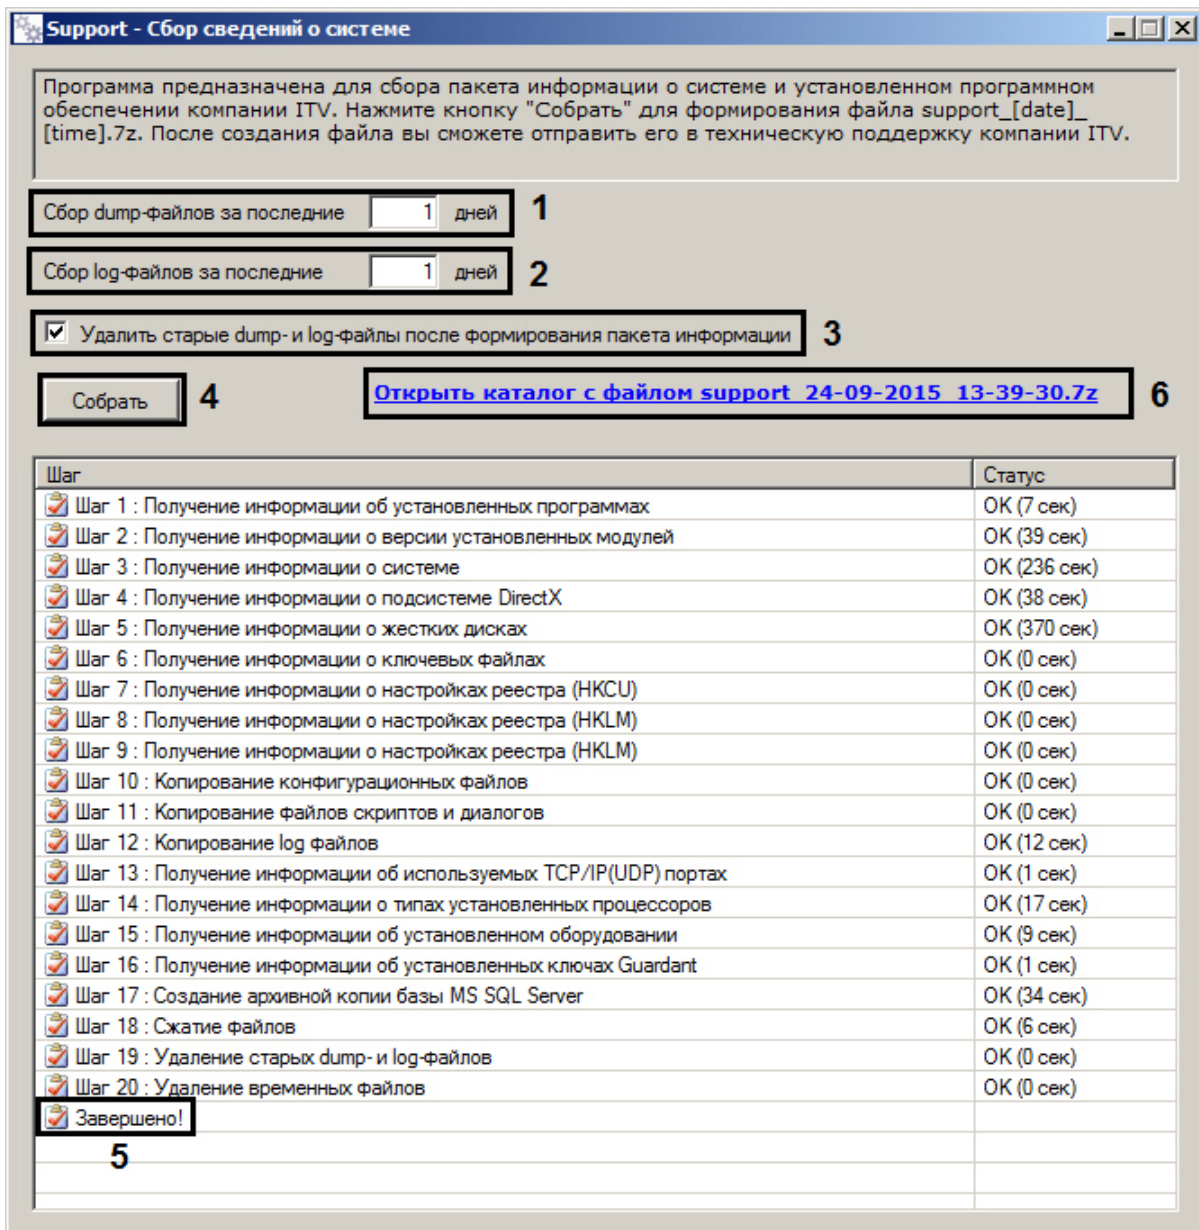 Support - Сбор сведений о системе
Программа предназначена для сбора пакета информации о системе и установленном программном
обеспечении компании ITV. Нажмите кнопку "Собрать" для формирования файла support_[date]_
[time].7z. После создания файла вы сможете отправить его в техническую поддержку компании ITV.
Сбор dump-файлов за последние 1 дней 1
Сбор log-файлов за последние 1 дней 2
Удалить старые dump- и log-файлы после формирования пакета информации 3
Собрать 4 Открыть каталог с файлом support_24-09-2015_13-39-30.7z 6
Шаг Статус
Шаг 1 : Получение информации об установленных программах OK (7 сек)
Шаг 2 : Получение информации о версии установленных модулей OK (39 сек)
Шаг 3 : Получение информации о системе OK (236 сек)
Шаг 4 : Получение информации о подсистеме DirectX OK (38 сек)
Шаг 5 : Получение информации о жестких дисках OK (370 сек)
Шаг 6 : Получение информации о ключевых файлах OK (0 сек)
Шаг 7 : Получение информации о настройках реестра (HKCU) OK (0 сек)
Шаг 8 : Получение информации о настройках реестра (HKLM) OK (0 сек)
Шаг 9 : Получение информации о настройках реестра (HKLM) OK (0 сек)
Шаг 10 : Копирование конфигурационных файлов OK (0 сек)
Шаг 11 : Копирование файлов скриптов и диалогов OK (0 сек)
Шаг 12 : Копирование log файлов OK (12 сек)
Шаг 13 : Получение информации об используемых TCP/IP(UDP) портах OK (1 сек)
Шаг 14 : Получение информации о типах установленных процессоров OK (17 сек)
Шаг 15 : Получение информации об установленном оборудовании OK (9 сек)
Шаг 16 : Получение информации об установленных ключах Guardant OK (1 сек)
Шаг 17 : Создание архивной копии базы MS SQL Server OK (34 сек)
Шаг 18 : Сжатие файлов OK (6 сек)
Шаг 19 : Удаление старых dump- и log-файлов OK (0 сек)
Шаг 20 : Удаление временных файлов OK (0 сек)
Завершено!
5